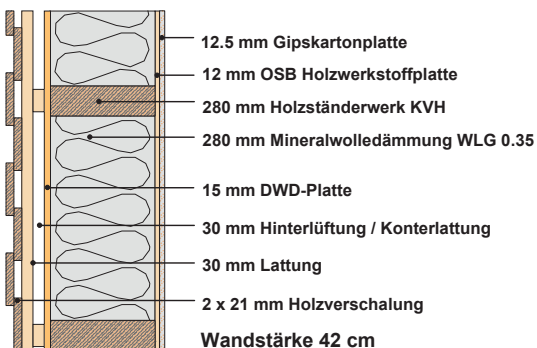 12.5 mm Gipskartonplatte
12 mm OSB Holzwerkstoffplatte
280 mm Holzständerwerk KVH
280 mm Mineralwolledämmung WLG 0.35
15 mm DWD-Platte
30 mm Hinterlüftung / Konterlattung
30 mm Lattung
2 x 21 mm Holzverschalung
Wandstärke 42 cm